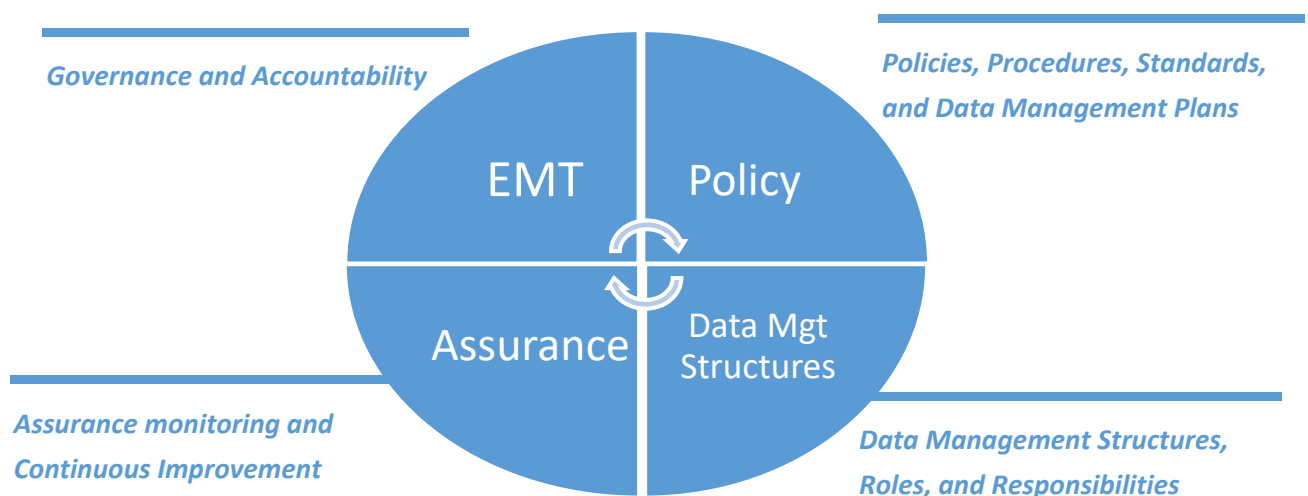 Governance and Accountability
Policies, Procedures, Standards,
and Data Management Plans
EMT
Policy
Assurance
Data Mgt
Structures
Assurance monitoring and
Continuous Improvement
Data Management Structures,
Roles, and Responsibilities